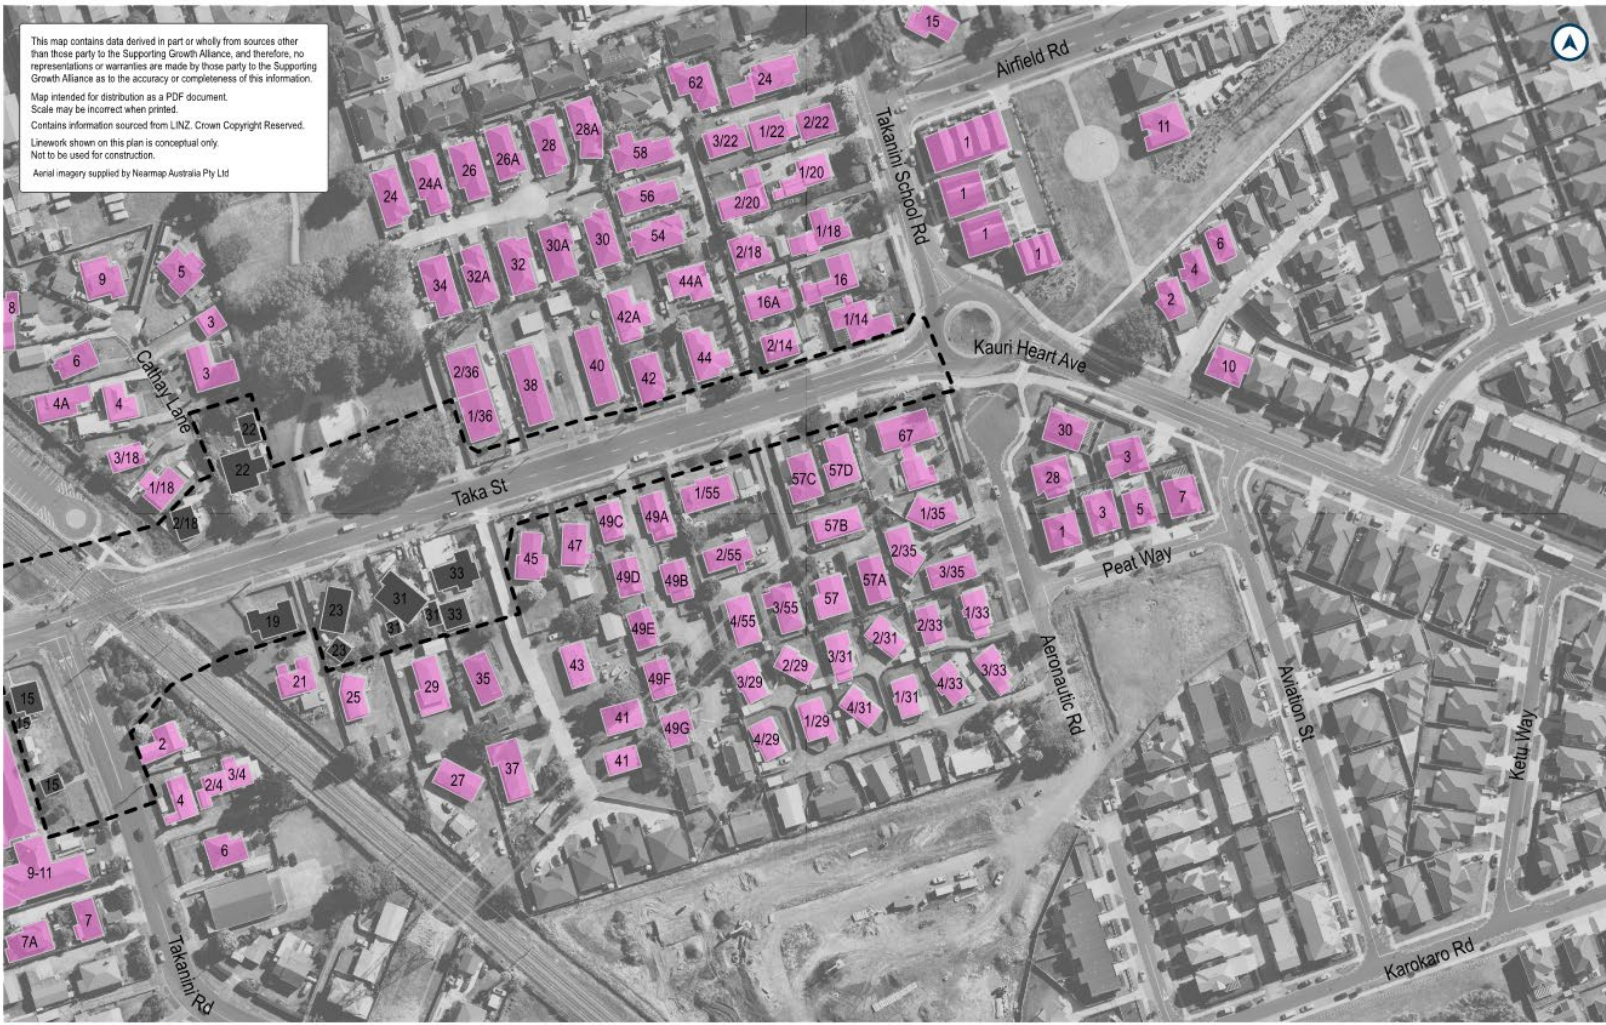 This map contains data derived in part or wholly from sources other
than those party to the Supporting Growth Alliance, and therefore, no
representations or warranties are made by those party to the Supporting
Growth Alliance as to the accuracy or completeness of this information.
Map intended for distribution as a PDF document.
Scale may be incorrect when printed.
Contains information sourced from LINZ. Crown Copyright Reserved.
Linework shown on this plan is conceptual only.
Not to be used for construction.
Aerial imagery supplied by Nearmap Australia Pty Ltd
15
Airfield Rd
62
24
28A
28
26A
26
24A
24
58
3/22
1/22
2/22
Takanini School Rd
1
11
56
2/20
1/20
1
54
30
30A
32
32A
34
2/18
1/18
1
1
6
4
2
9
5
8
3
44A
16A
16
42A
1/14
2/14
Kauri Heart Ave
10
6
Cathay Lane
3
4A
4
2/36
1/36
38
40
42
44
22
22
3/18
1/18
2/18
Taka St
67
57C
57D
30
28
3
3
5
7
1
Peat Way
1/55
49A
49C
47
45
57B
1/35
2/35
3/35
2/55
49D
49B
57A
57
3/55
4/55
2/33
1/33
33
33
31
31
31
23
23
19
21
25
29
35
43
49E
49F
49G
41
41
2/31
3/31
2/29
3/29
1/31
4/31
1/29
4/29
4/33
3/33
Aeronautic Rd
Aviation St
Ketu Way
15
15
15
2
4
2/4
3/4
6
27
37
9-11
7
7A
Takanini Rd
Karokaro Rd